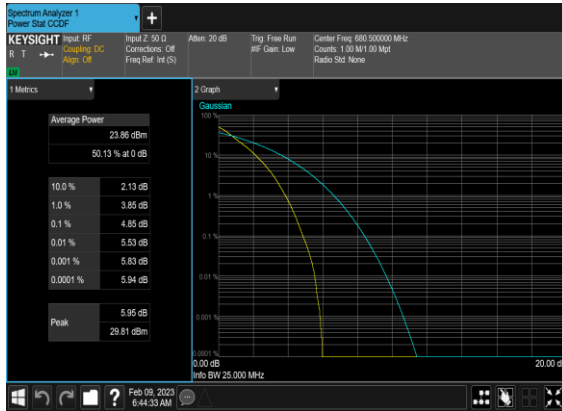 Spectrum Analyzer 1
Power Stat CCDF
+
KEYSIGHT
R T
LU
Input: RF
Coupling: DC
Align: Off
Input Z: 50 Ω
Corrections: Off
Freq Ref: Int (S)
Atten: 20 dB
Trig: Free Run
#IF Gain: Low
Center Freq: 680.500000 MHz
Counts: 1.00 M/1.00 Mpt
Radio Std: None
1 Metrics
Average Power
23.86 dBm
50.13 % at 0 dB
10.0 % 2.13 dB
1.0 % 3.85 dB
0.1 % 4.85 dB
0.01 % 5.53 dB
0.001 % 5.83 dB
0.0001 % 5.94 dB
Peak
5.95 dB
29.81 dBm
2 Graph
Gaussian
100 %
10 %
1 %
0.1 %
0.01 %
0.001 %
0.0001 %
0.00 dB
20.00 d
Info BW 25.000 MHz
?
Feb 09, 2023
6:44:33 AM